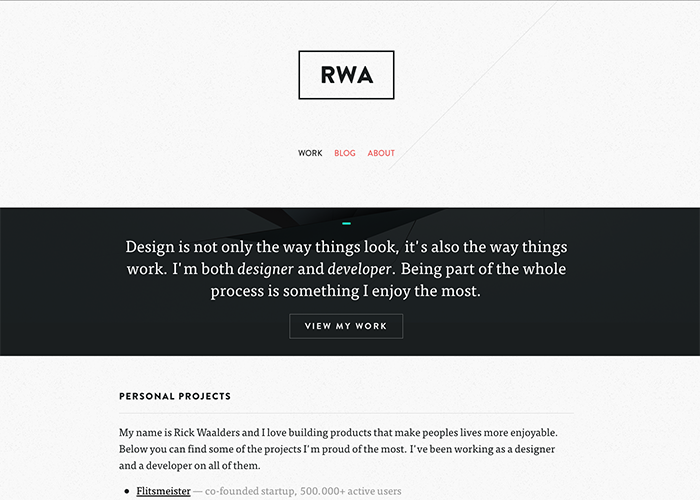 RWA
WORK BLOG ABOUT
Design is not only the way things look, it's also the way things
work. I'm both designer and developer. Being part of the whole
process is something I enjoy the most.
VIEW MY WORK
PERSONAL PROJECTS
My name is Rick Waalders and I love building products that make peoples lives more enjoyable.
Below you can find some of the projects I'm proud of the most. I've been working as a designer
and a developer on all of them.
• Flitsmeister — co-founded startup, 500.000+ active users